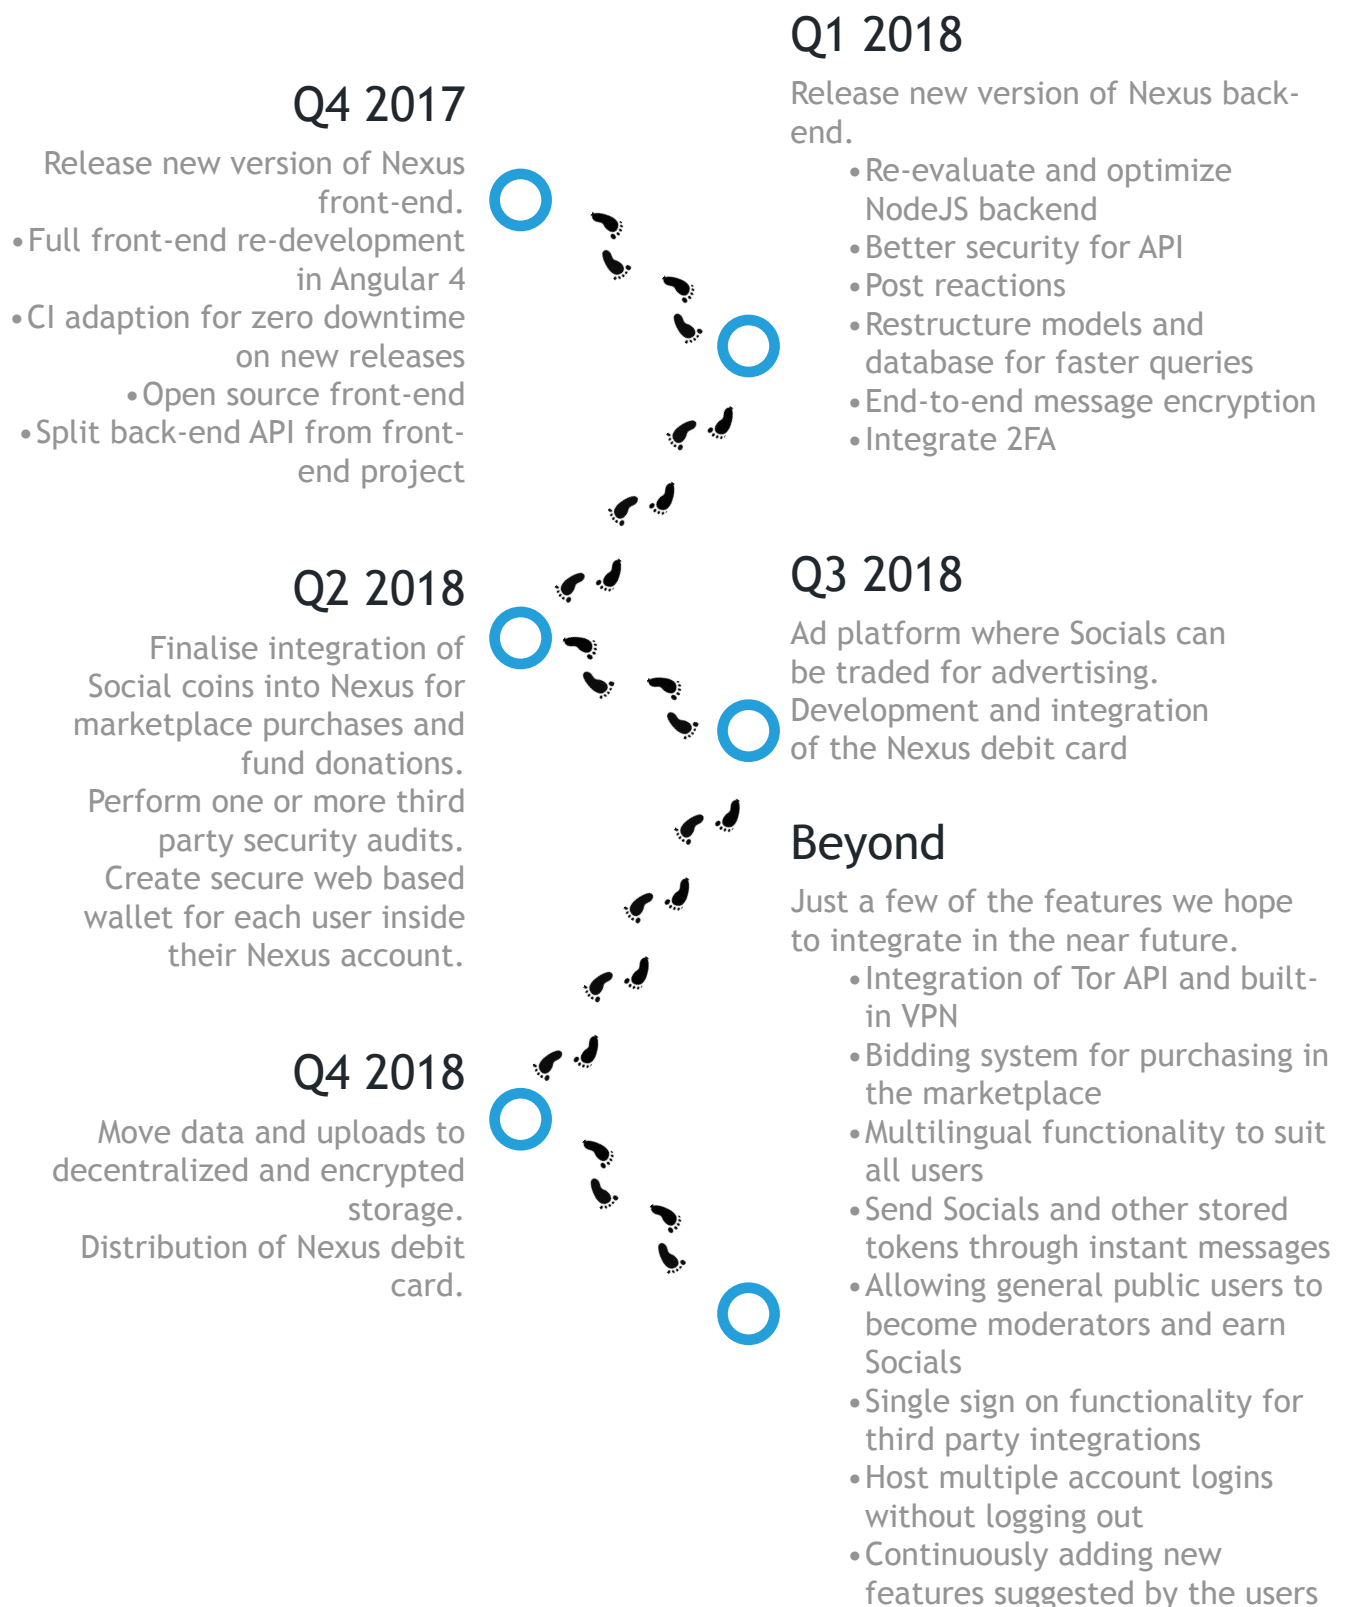 Q4 2017
Release new version of Nexus
front-end.
•Full front-end re-development
in Angular 4
•CI adaption for zero downtime
on new releases
•Open source front-end
•Split back-end API from front-
end project
Q1 2018
Release new version of Nexus back-
end.
•Re-evaluate and optimize
NodeJS backend
•Better security for API
•Post reactions
•Restructure models and
database for faster queries
•End-to-end message encryption
•Integrate 2FA
Q2 2018
Finalise integration of
Social coins into Nexus for
marketplace purchases and
fund donations.
Perform one or more third
party security audits.
Create secure web based
wallet for each user inside
their Nexus account.
Q3 2018
Ad platform where Socials can
be traded for advertising.
Development and integration
of the Nexus debit card
Q4 2018
Move data and uploads to
decentralized and encrypted
storage.
Distribution of Nexus debit
card.
Beyond
Just a few of the features we hope
to integrate in the near future.
•Integration of Tor API and built-
in VPN
•Bidding system for purchasing in
the marketplace
•Multilingual functionality to suit
all users
•Send Socials and other stored
tokens through instant messages
•Allowing general public users to
become moderators and earn
Socials
•Single sign on functionality for
third party integrations
•Host multiple account logins
without logging out
•Continuously adding new
features suggested by the users